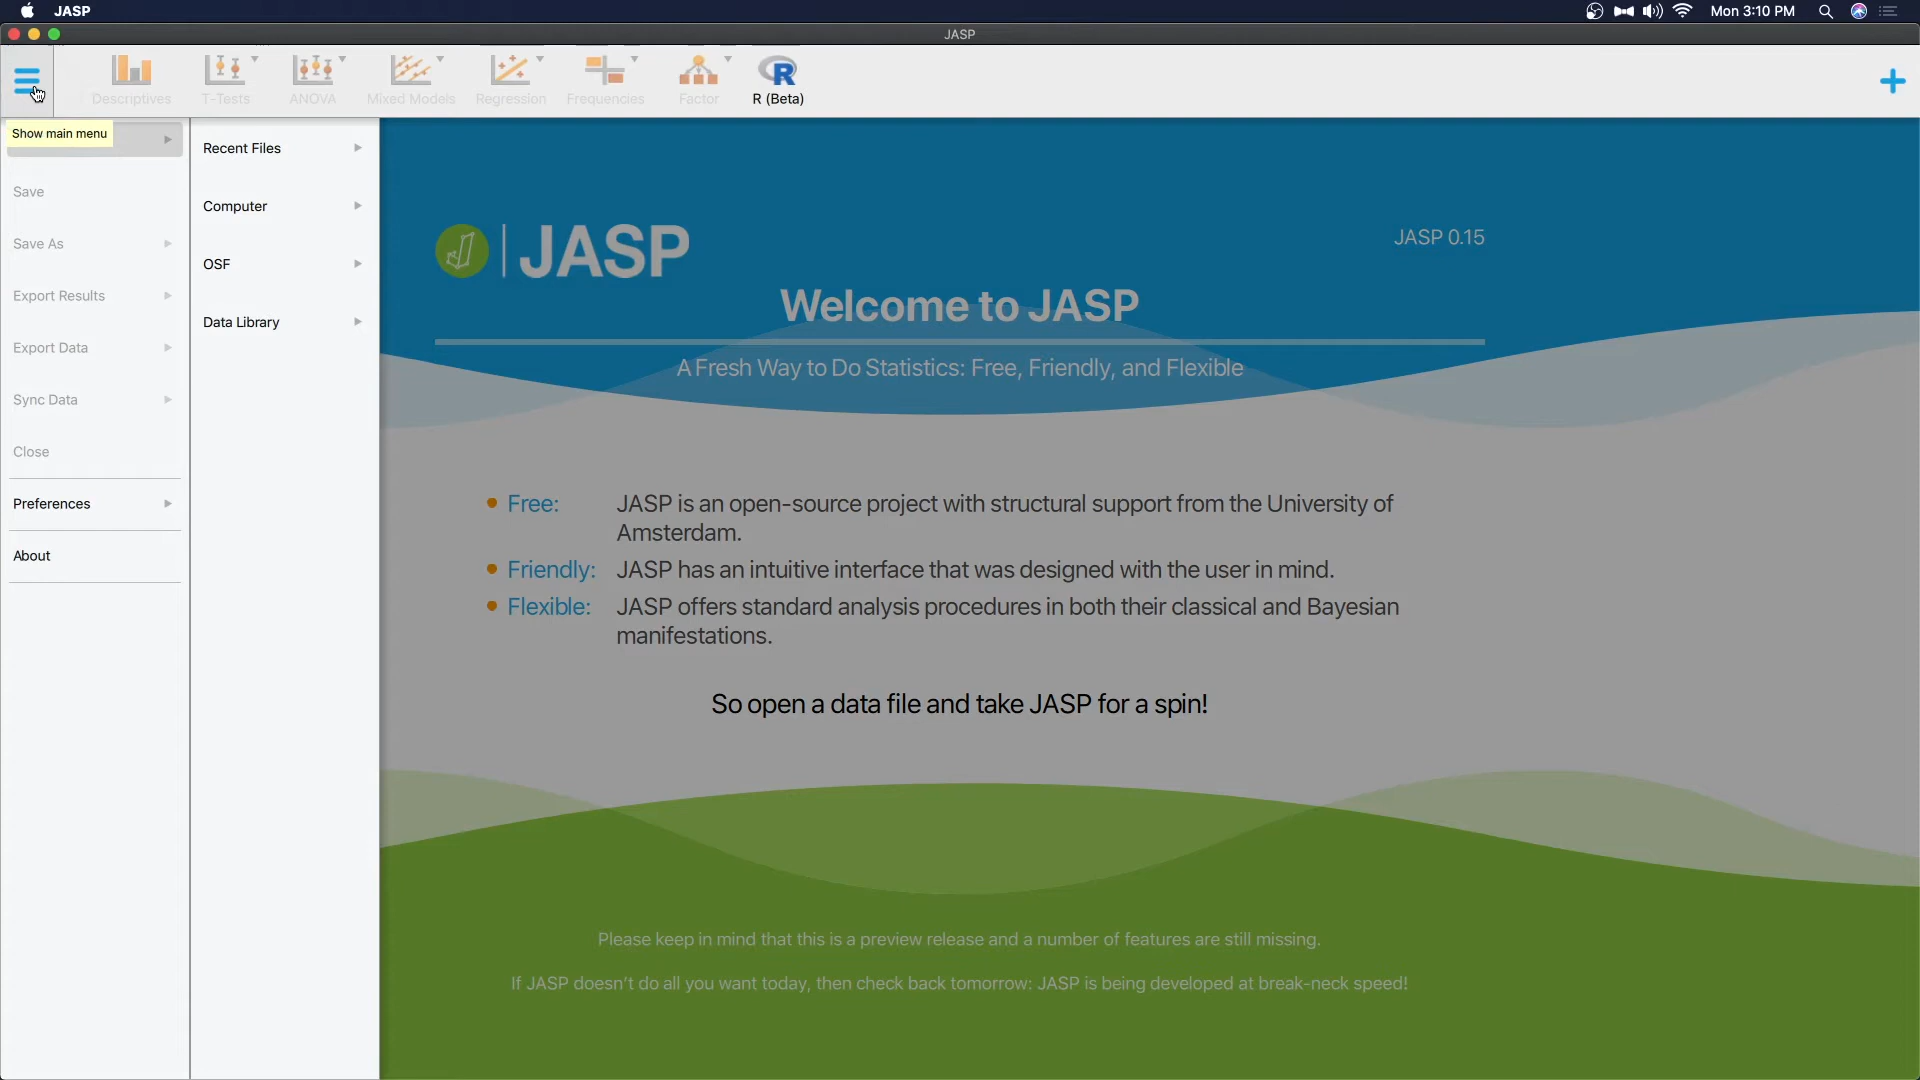 JASP
Mon 3:10 PM
JASP
Descriptives
T-Tests
ANOVA
Mixed Models
Regression
Frequencies
Factor
R (Beta)
Show main menu
Save
Save As
Export Results
Export Data
Sync Data
Close
Preferences
About
Recent Files
Computer
OSF
Data Library
JASP
JASP 0.15
Welcome to JASP
A Fresh Way to Do Statistics: Free, Friendly, and Flexible
Free: JASP is an open-source project with structural support from the University of
Amsterdam.
Friendly: JASP has an intuitive interface that was designed with the user in mind.
Flexible: JASP offers standard analysis procedures in both their classical and Bayesian
manifestations.
So open a data file and take JASP for a spin!
Please keep in mind that this is a preview release and a number of features are still missing.
If JASP doesn't do all you want today, then check back tomorrow: JASP is being developed at break-neck speed!